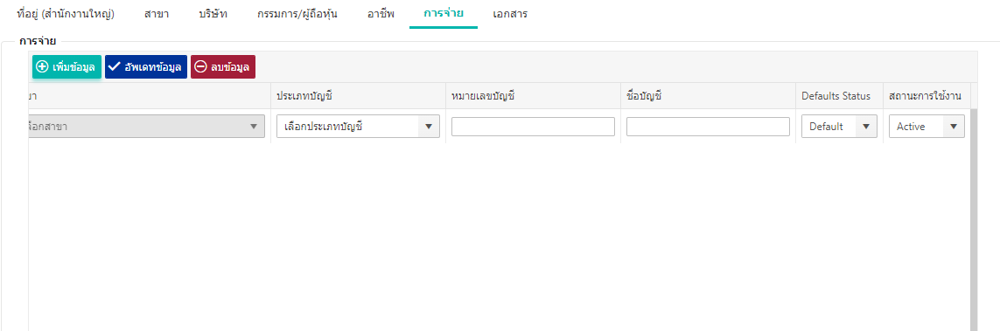 ที่อยู่ (สำนักงานใหญ่) สาขา บริษัท กรรมการ/ผู้ถือหุ้น อาชีพ การจ่าย เอกสาร
การจ่าย
เพิ่มข้อมูล อัพเดทข้อมูล ลบข้อมูล
ประเภทบัญชี หมายเลขบัญชี ชื่อบัญชี Defaults Status สถานะการใช้งาน
ลือกสาขา เลือกประเภทบัญชี Default Active